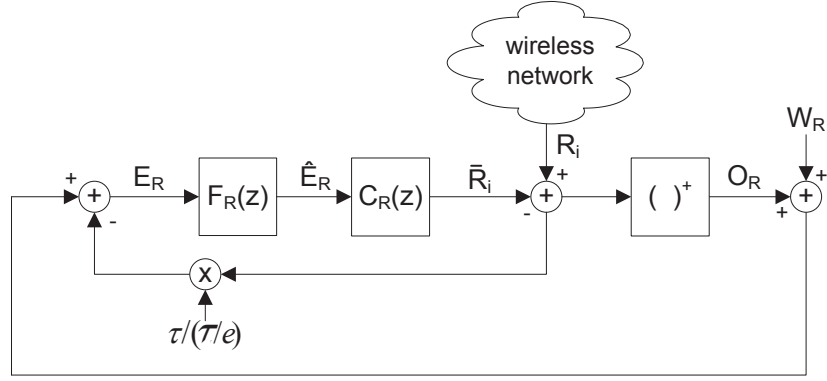 wireless
network
W_R
R_i
+
+
E_R
F_R(z)
Ê_R
C_R(z)
R̄_i
+
+
-
( )⁺
O_R
+
+
+
-
x
τ/(τ/e)